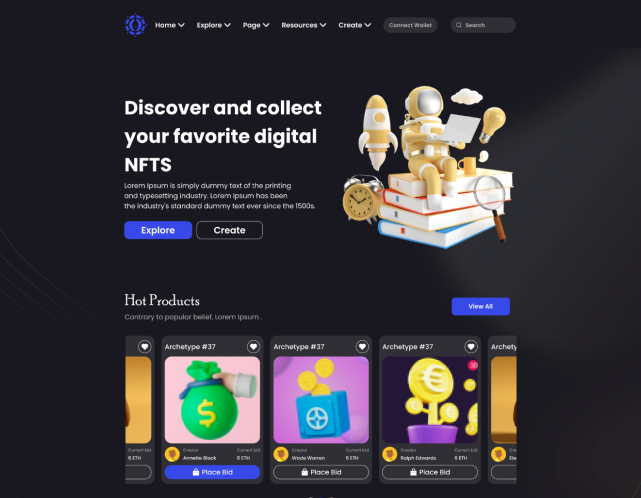 Home Explore Page Resources Create Connect Wallet Search
Discover and collect
your favorite digital
NFTS
Lorem Ipsum is simply dummy text of the printing
and typesetting industry. Lorem Ipsum has been
the industry's standard dummy text ever since the 1500s.
Explore Create
Hot Products
View All
Contrary to popular belief, Lorem Ipsum .
Archetype #37 Archetype #37 Archetype #37 Archety
Current bid Creator Current bid Creator Current bid Creator Current bid Creator
6 ETH Annette Black 6 ETH Wade Warren 6 ETH Ralph Edwards 6 ETH
Place Bid Place Bid Place Bid